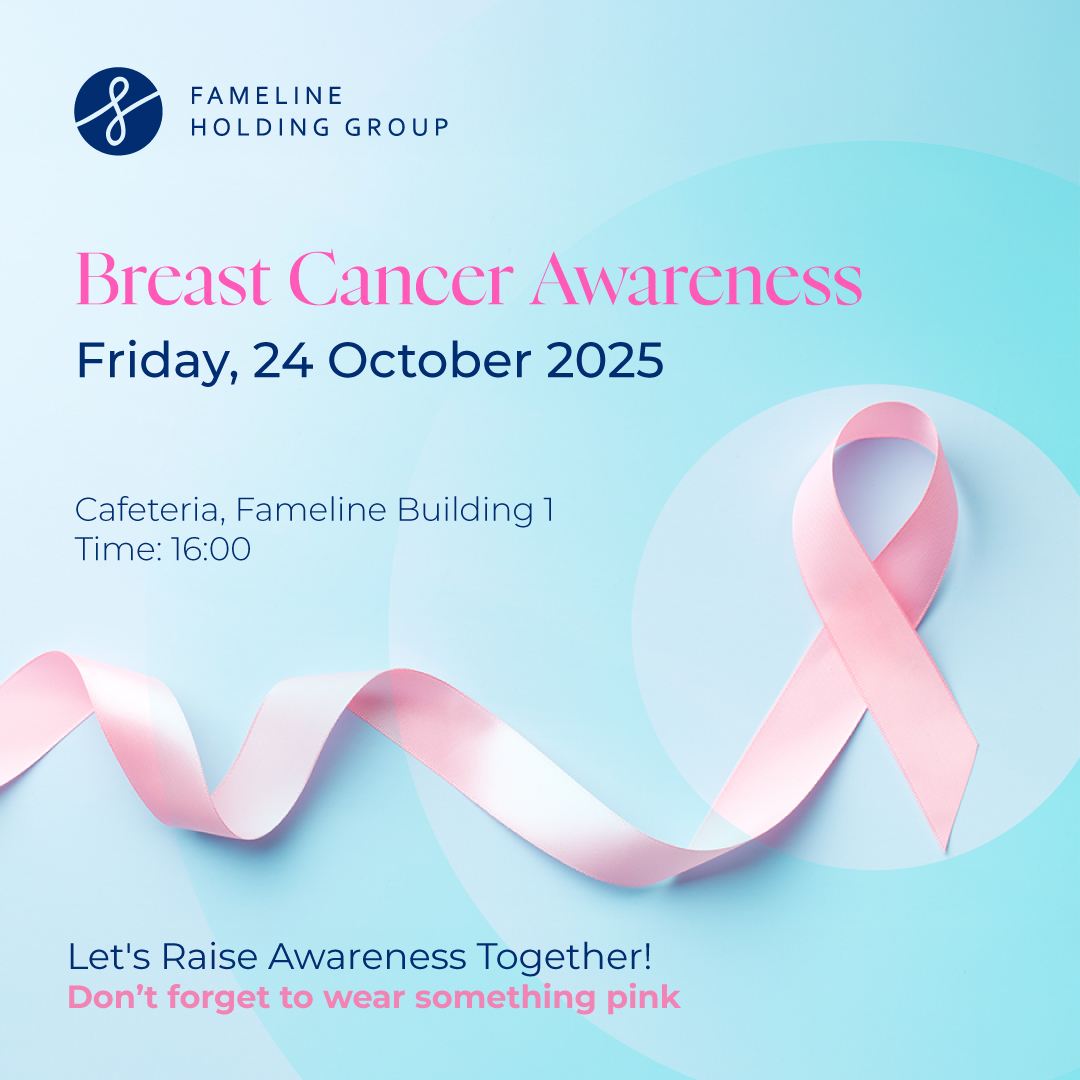 FAMELINE
HOLDING GROUP
Breast Cancer Awareness
Friday, 24 October 2025
Cafeteria, Fameline Building 1
Time: 16:00
Let's Raise Awareness Together!
Don’t forget to wear something pink